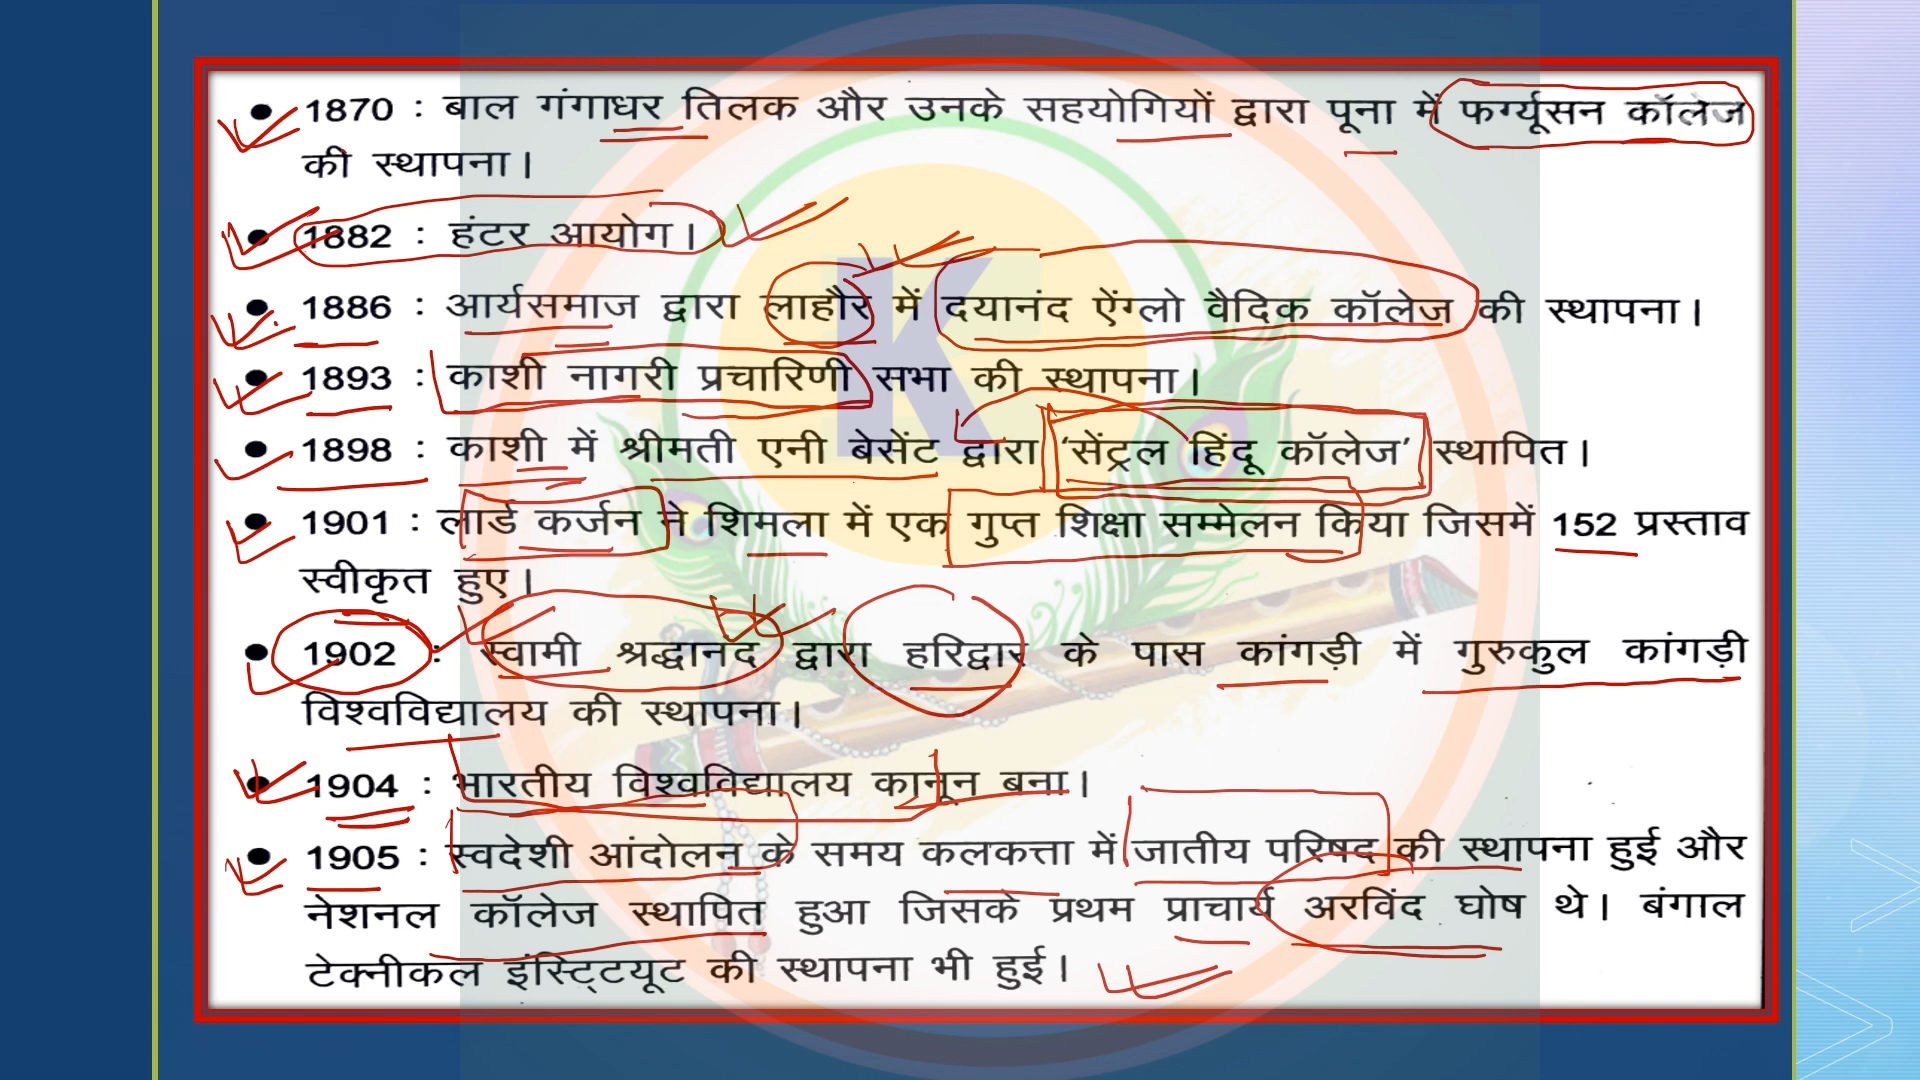 • 1870 : बाल गंगाधर तिलक और उनके सहयोगियों द्वारा पूना में फर्ग्यूसन कॉलेज
की स्थापना।
• 1882 : हंटर आयोग।
• 1886 : आर्यसमाज द्वारा लाहौर में दयानंद ऐंग्लो वैदिक कॉलेज की स्थापना।
• 1893 : काशी नागरी प्रचारिणी सभा की स्थापना।
• 1898 : काशी में श्रीमती एनी बेसेंट द्वारा 'सेंट्रल हिंदू कॉलेज' स्थापित।
• 1901 : लार्ड कर्जन ने शिमला में एक गुप्त शिक्षा सम्मेलन किया जिसमें 152 प्रस्ताव
स्वीकृत हुए।
• 1902 : स्वामी श्रद्धानंद द्वारा हरिद्वार के पास कांगड़ी में गुरुकुल कांगड़ी
विश्वविद्यालय की स्थापना।
• 1904 : भारतीय विश्वविद्यालय कानून बना।
• 1905 : स्वदेशी आंदोलन के समय कलकत्ता में जातीय परिषद की स्थापना हुई और
नेशनल कॉलेज स्थापित हुआ जिसके प्रथम प्राचार्य अरविंद घोष थे। बंगाल
टेक्नीकल इंस्टि्टयूट की स्थापना भी हुई।
K